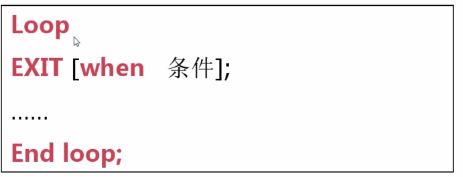 Loop
EXIT [when 条件];
......
End loop;